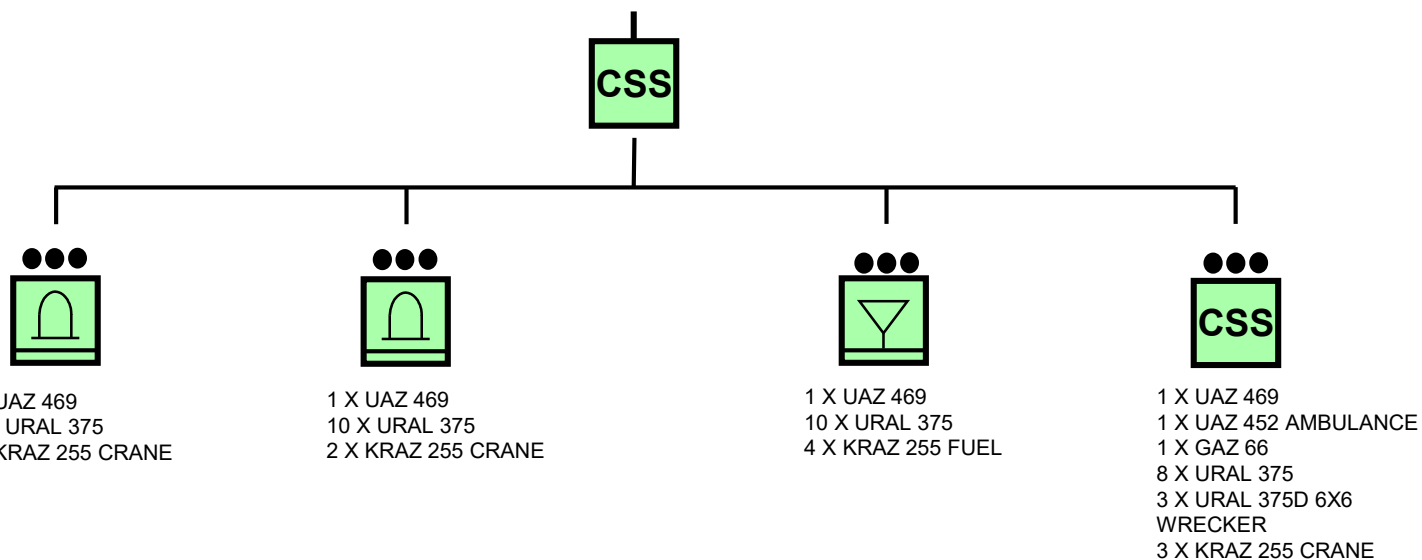 CSS
CSS
UAZ 469
URAL 375
KRAZ 255 CRANE
1 X UAZ 469
10 X URAL 375
2 X KRAZ 255 CRANE
1 X UAZ 469
10 X URAL 375
4 X KRAZ 255 FUEL
1 X UAZ 469
1 X UAZ 452 AMBULANCE
1 X GAZ 66
8 X URAL 375
3 X URAL 375D 6X6
WRECKER
3 X KRAZ 255 CRANE